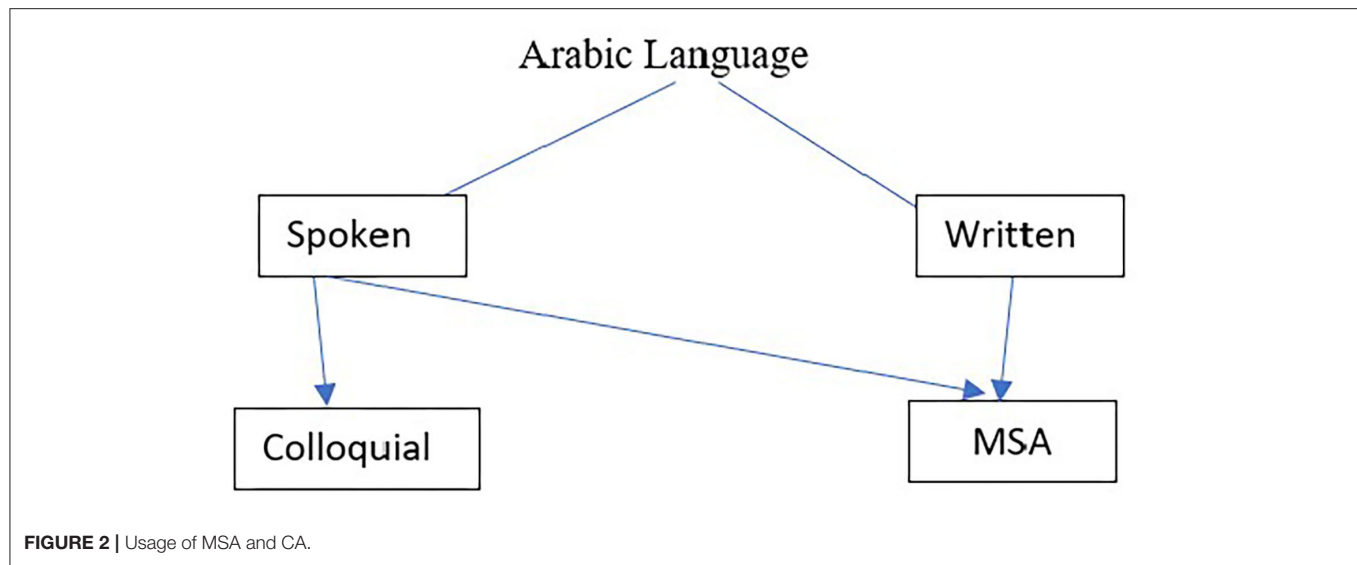 Arabic Language
Spoken
Written
Colloquial
MSA
FIGURE 2 | Usage of MSA and CA.